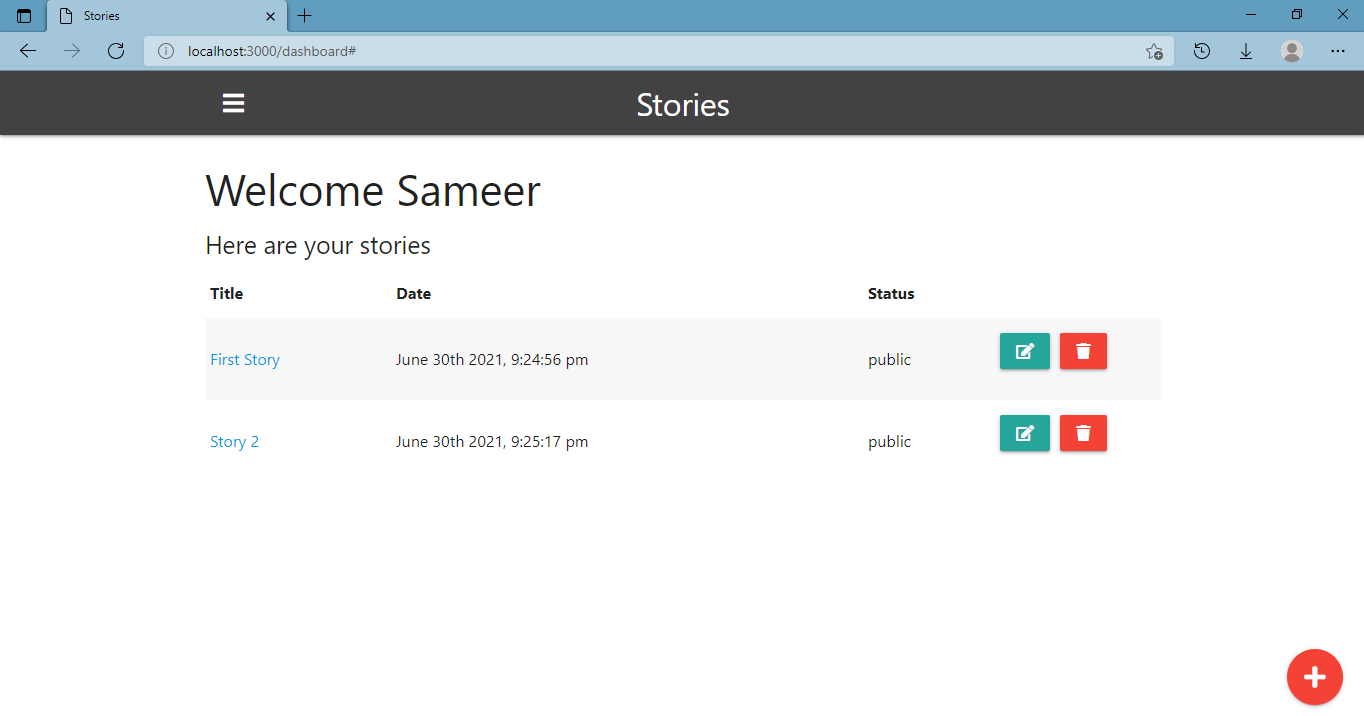 Stories
localhost:3000/dashboard#
Stories
Welcome Sameer
Here are your stories
Title Date Status
First Story June 30th 2021, 9:24:56 pm public
Story 2 June 30th 2021, 9:25:17 pm public